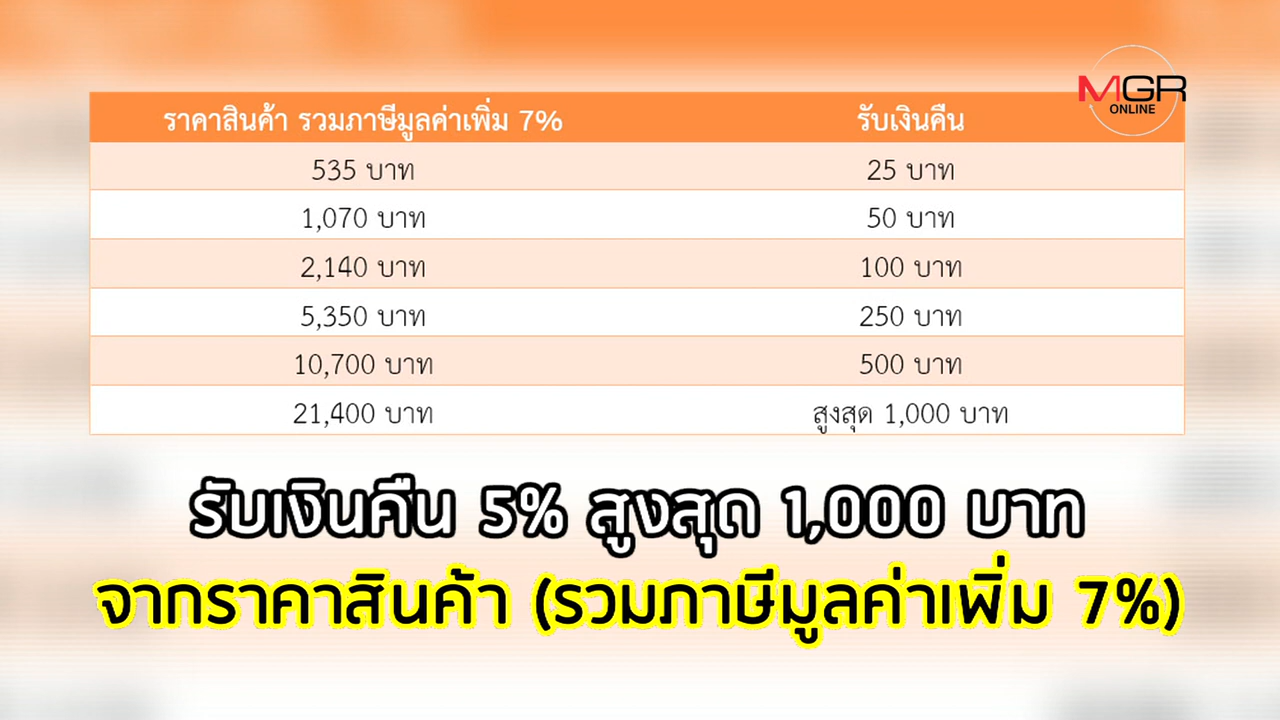 MGR
ONLINE
ราคาสินค้า รวมภาษีมูลค่าเพิ่ม 7% รับเงินคืน
535 บาท 25 บาท
1,070 บาท 50 บาท
2,140 บาท 100 บาท
5,350 บาท 250 บาท
10,700 บาท 500 บาท
21,400 บาท สูงสุด 1,000 บาท
รับเงินคืน 5% สูงสุด 1,000 บาท
จากราคาสินค้า (รวมภาษีมูลค่าเพิ่ม 7%)